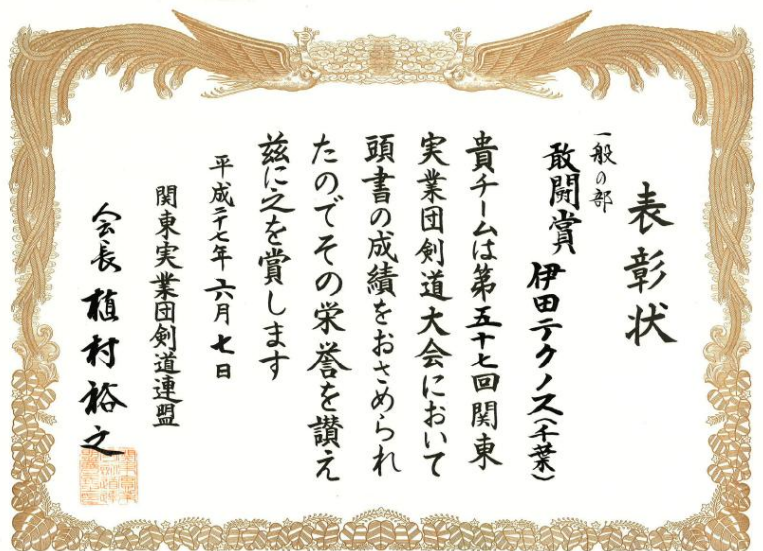 表彰状
一般の部
敢闘賞 伊田テクノス(千葉)
貴チームは第五十七回関東
実業団剣道大会において
頭書の成績をおさめられ
たのでその栄誉を讃え
茲に之を賞します
平成二十七年六月七日
関東実業団剣道連盟
会長 植村裕之